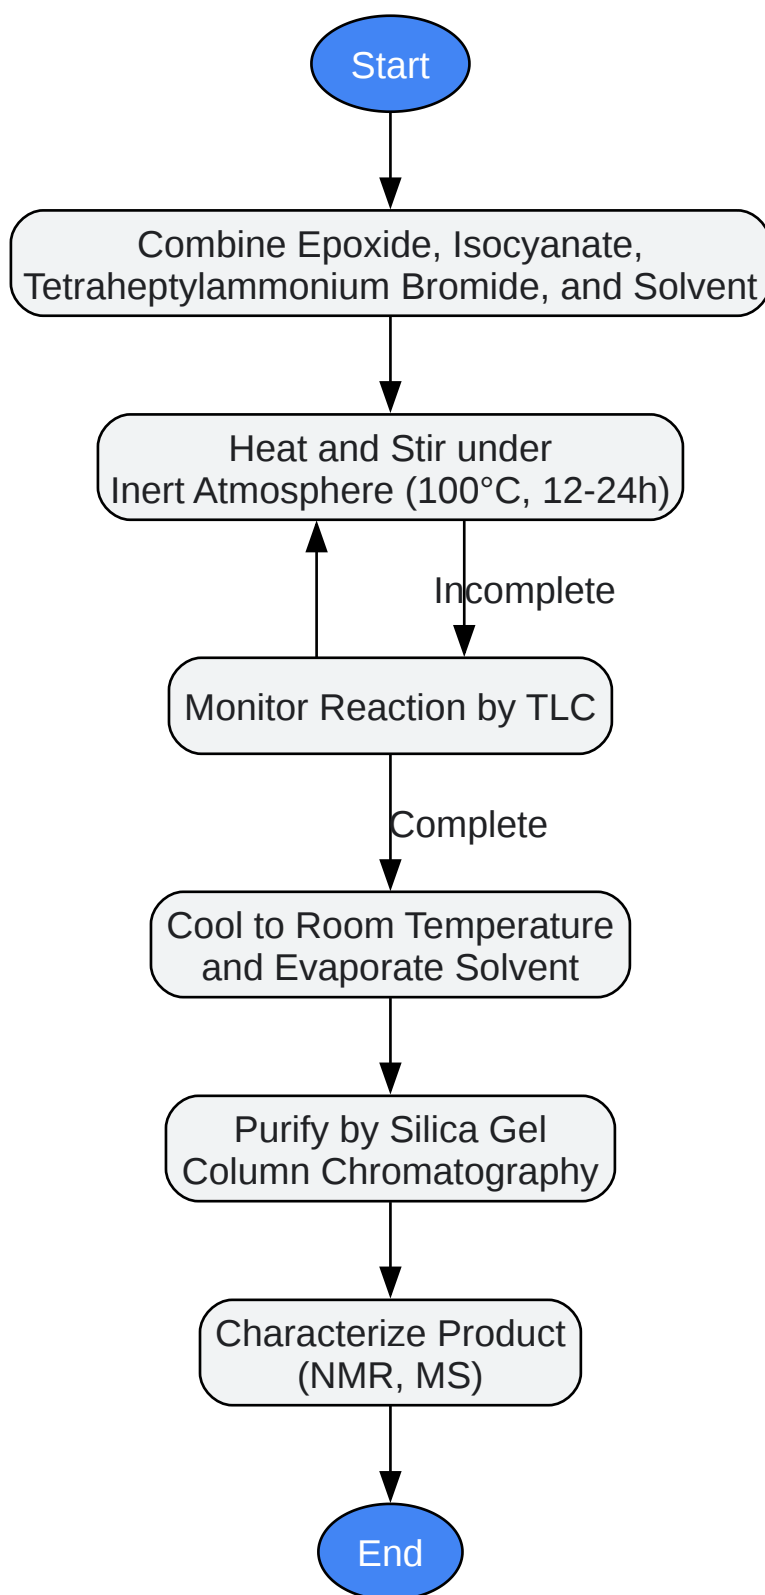 Start
Combine Epoxide, Isocyanate,
Tetraheptylammonium Bromide, and Solvent
Heat and Stir under
Inert Atmosphere (100°C, 12-24h)
Incomplete
Monitor Reaction by TLC
Complete
Cool to Room Temperature
and Evaporate Solvent
Purify by Silica Gel
Column Chromatography
Characterize Product
(NMR, MS)
End